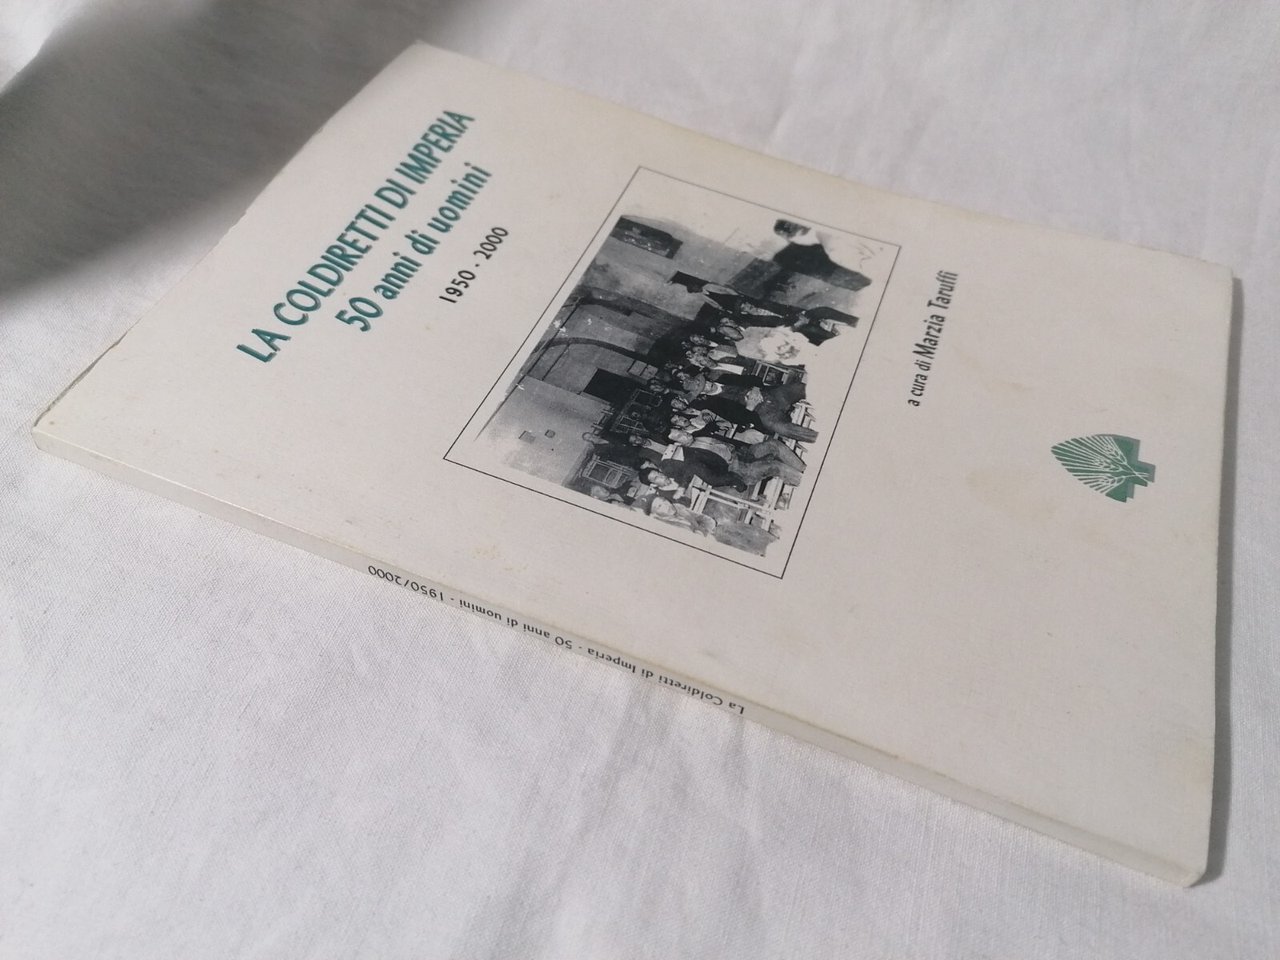 LA COLDIRETTI DI IMPERIA
50 anni di uomini
1950 - 2000
a cura di Marzia Taruffi
La Coldiretti di Imperia - 50 anni di uomini - 1950/2000